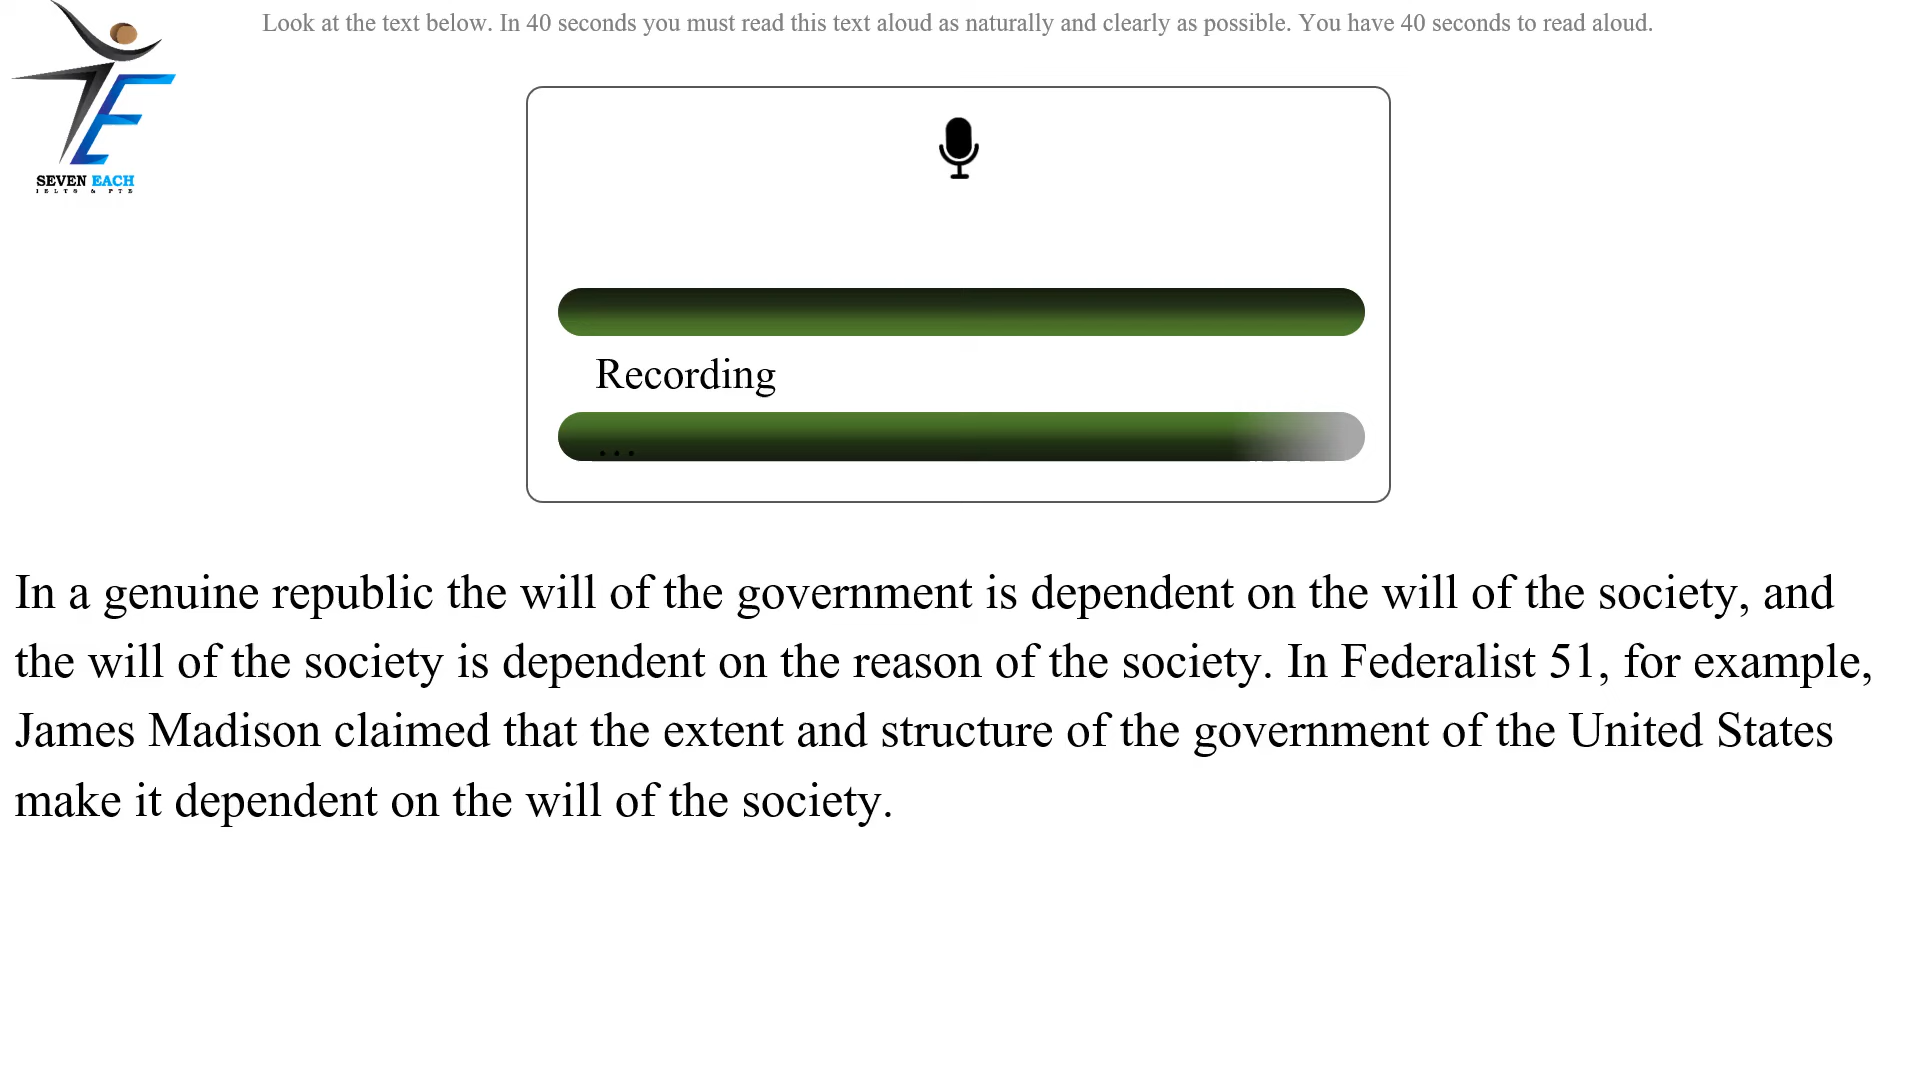 Look at the text below. In 40 seconds you must read this text aloud as naturally and clearly as possible. You have 40 seconds to read aloud.
SEVEN EACH
IELTS & PTE
Recording
...
In a genuine republic the will of the government is dependent on the will of the society, and
the will of the society is dependent on the reason of the society. In Federalist 51, for example,
James Madison claimed that the extent and structure of the government of the United States
make it dependent on the will of the society.